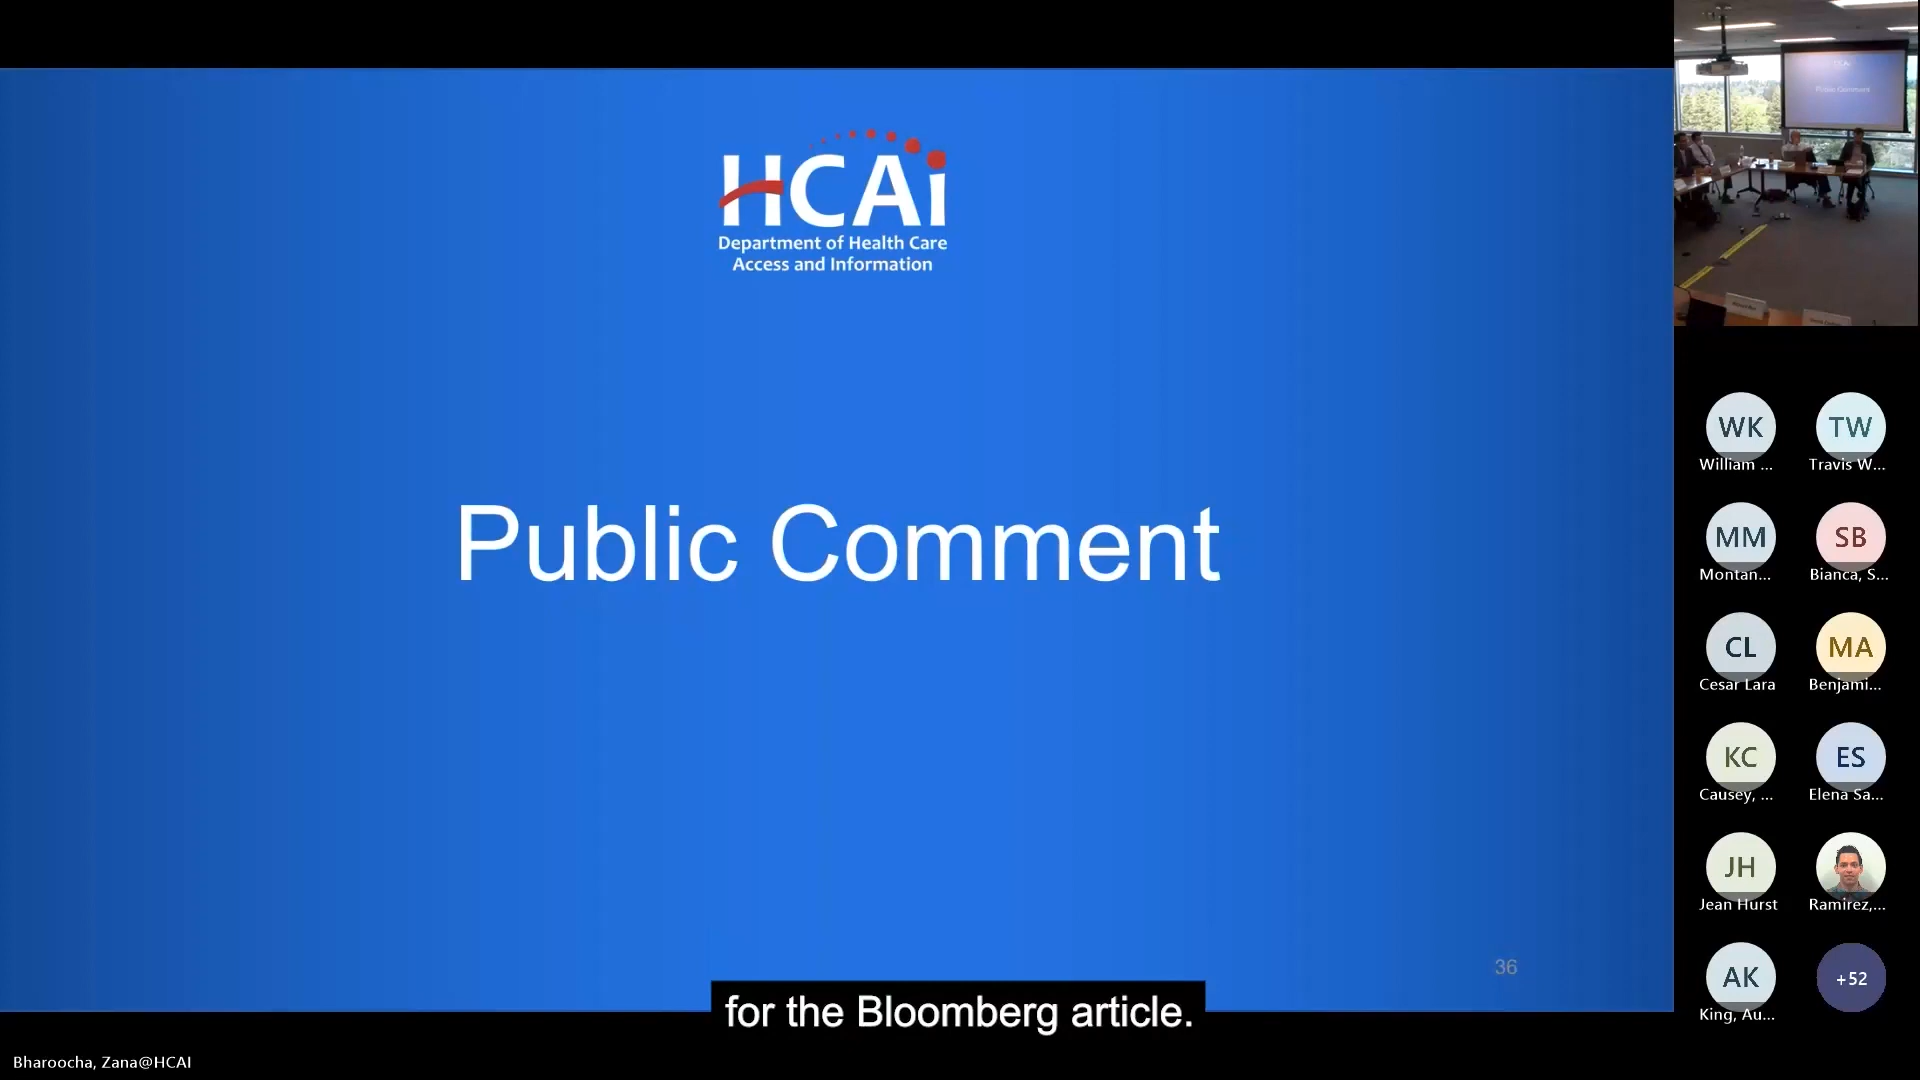 HCAi
Department of Health Care
Access and Information
Public Comment
36
for the Bloomberg article.
Bharoocha, Zana@HCAI
Public Comment
WK
William ...
TW
Travis W...
MM
Montan...
SB
Bianca, S...
CL
Cesar Lara
MA
Benjami...
KC
Causey, ...
ES
Elena Sa...
JH
Jean Hurst
Ramirez,...
AK
King, Au...
+52